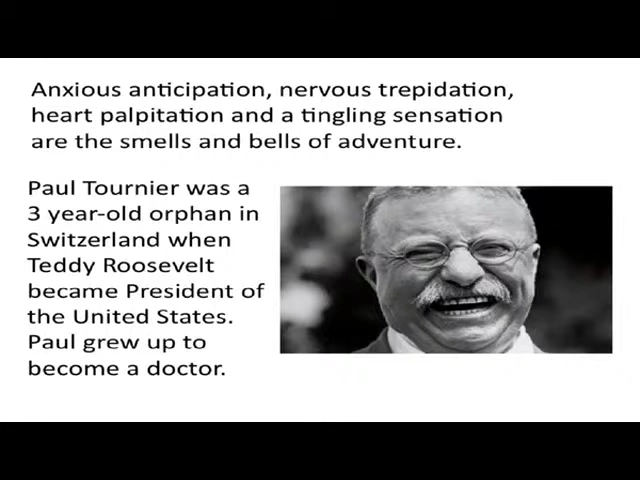 Anxious anticipation, nervous trepidation,
heart palpitation and a tingling sensation
are the smells and bells of adventure.
Paul Tournier was a
3 year-old orphan in
Switzerland when
Teddy Roosevelt
became President of
the United States.
Paul grew up to
become a doctor.